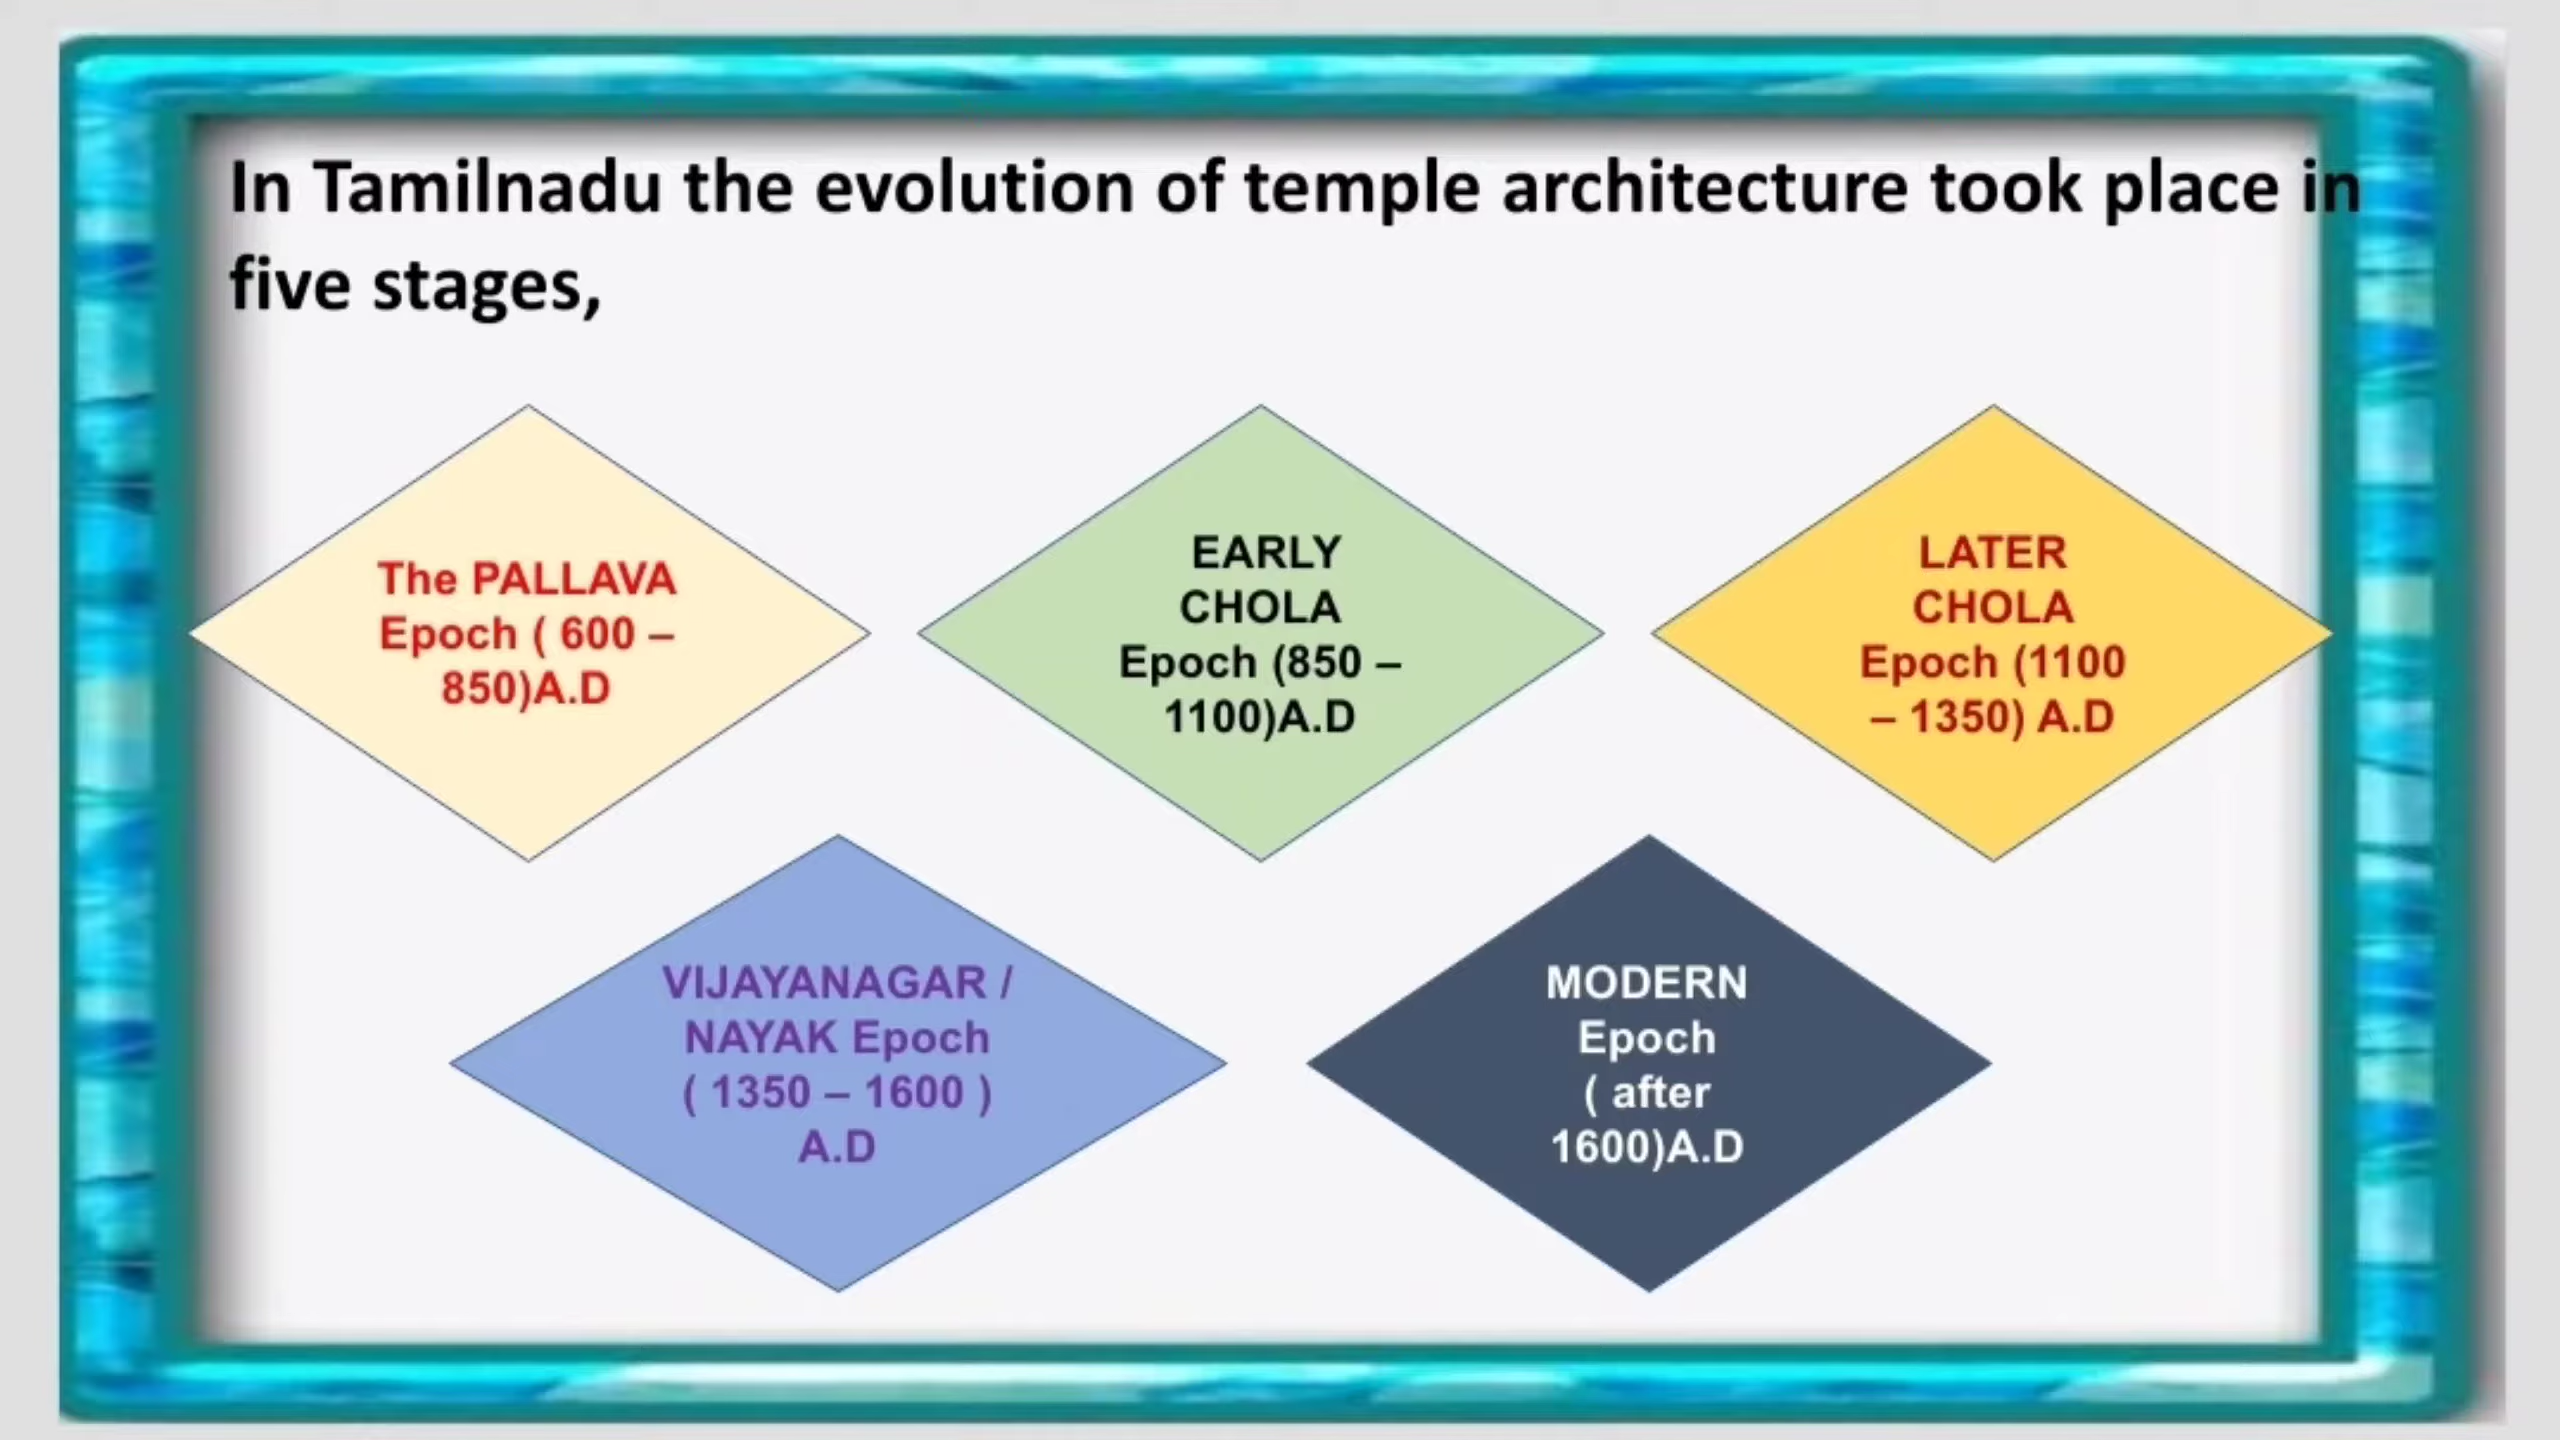 In Tamilnadu the evolution of temple architecture took place in
five stages,
The PALLAVA
Epoch ( 600 –
850)A.D
EARLY
CHOLA
Epoch (850 –
1100)A.D
LATER
CHOLA
Epoch (1100
– 1350) A.D
VIJAYANAGAR /
NAYAK Epoch
( 1350 – 1600 )
A.D
MODERN
Epoch
( after
1600)A.D